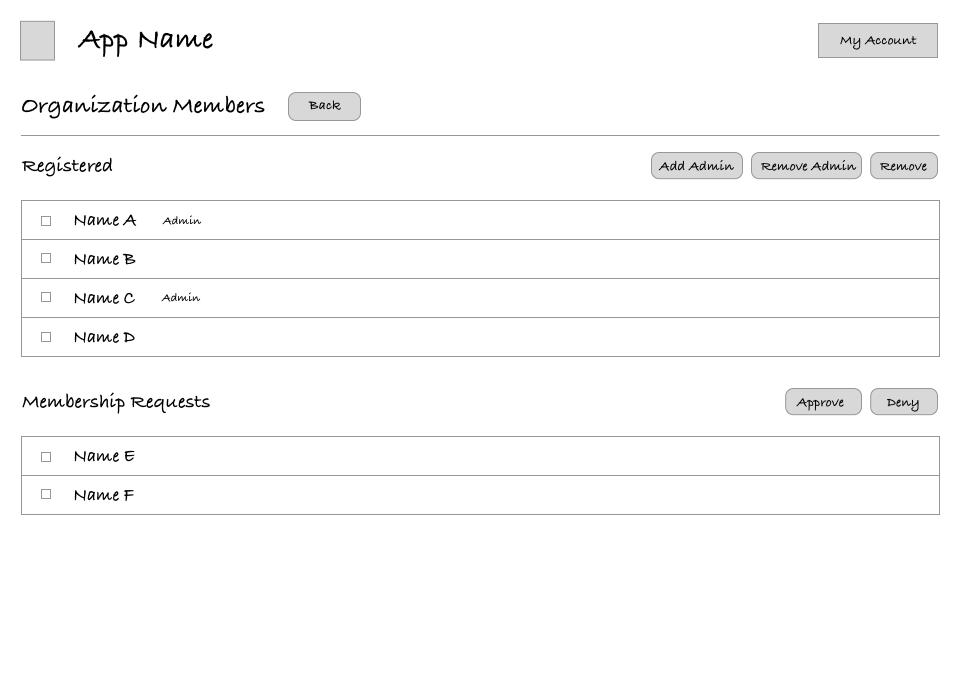 App Name My Account
Organization Members Back
Registered Add Admin Remove Admin Remove
Name A Admin
Name B
Name C Admin
Name D
Membership Requests Approve Deny
Name E
Name F